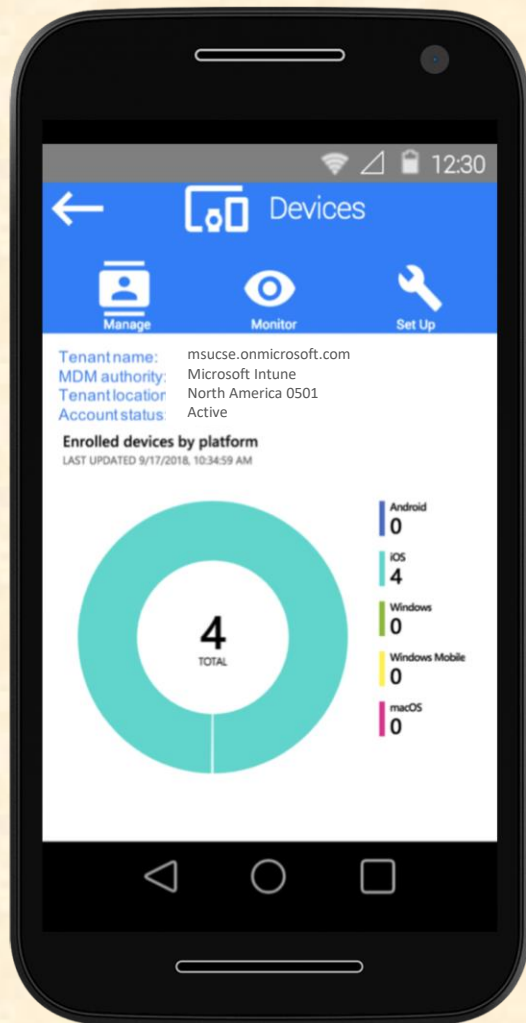 12:30
Devices
Manage Monitor Set Up
Tenant name: msucse.onmicrosoft.com
MDM authority: Microsoft Intune
Tenant location North America 0501
Account status: Active
Enrolled devices by platform
LAST UPDATED 9/17/2018, 10:34:59 AM
Android
0
iOS
4
Windows
0
Windows Mobile
0
macOS
0
4
TOTAL